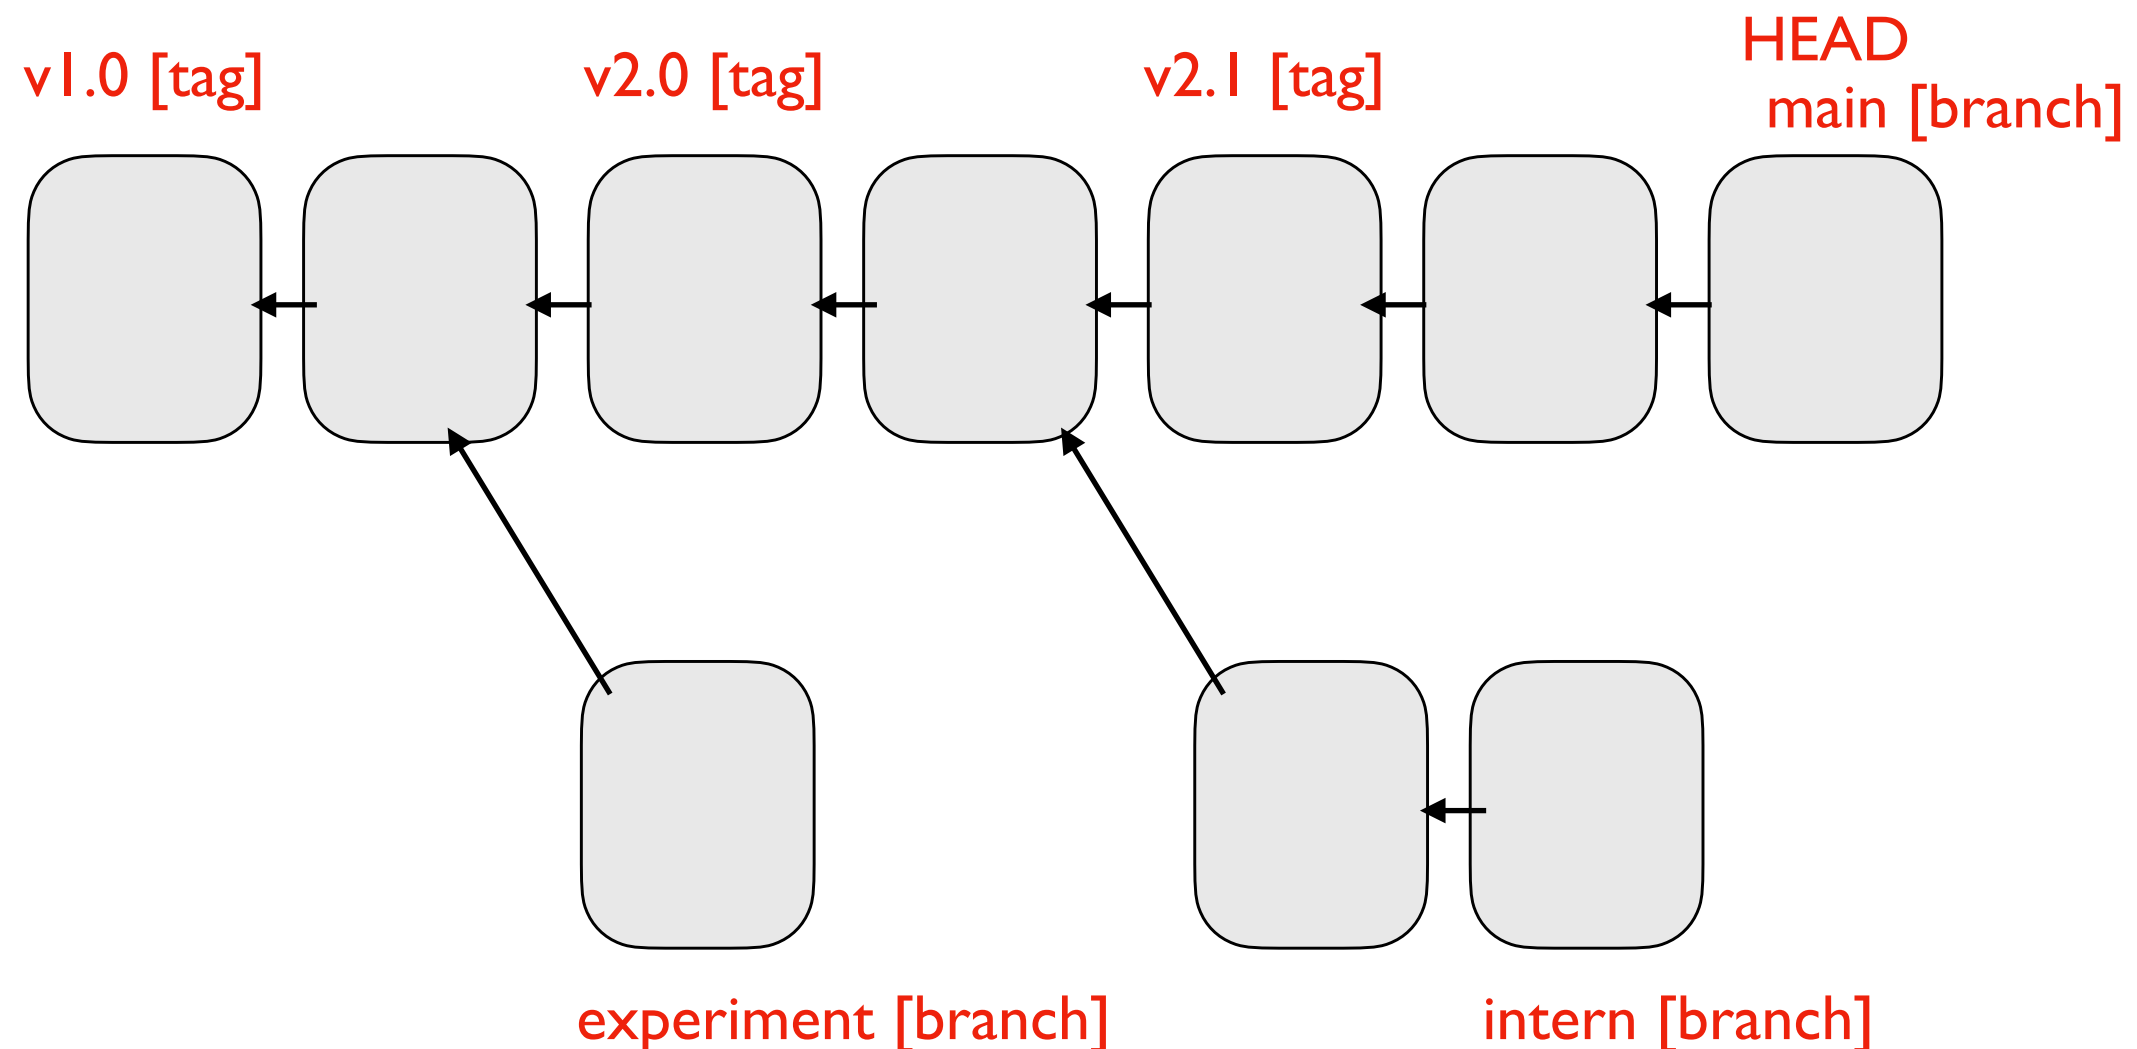 v1.0 [tag]
v2.0 [tag]
v2.1 [tag]
HEAD
main [branch]
experiment [branch]
intern [branch]